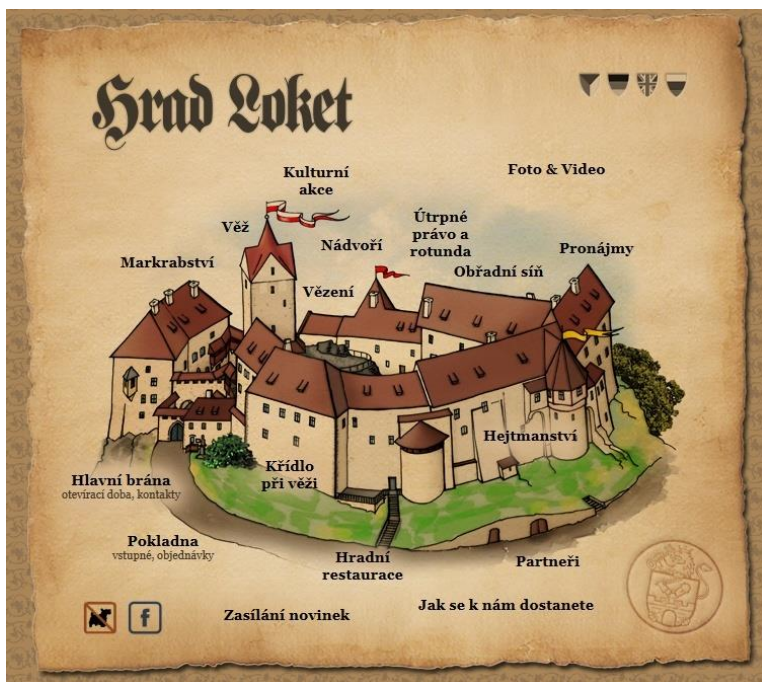 Hrad Loket
Kulturní
akce
Foto & Video
Věž
Nádvoří
Útrpné
právo a
rotunda
Pronájmy
Markrabství
Obřadní síň
Vězení
Hejtmanství
Křídlo
při věži
Hlavní brána
otevírací doba, kontakty
Pokladna
vstupné, objednávky
Hradní
restaurace
Partneři
Zasílání novinek
Jak se k nám dostanete
f